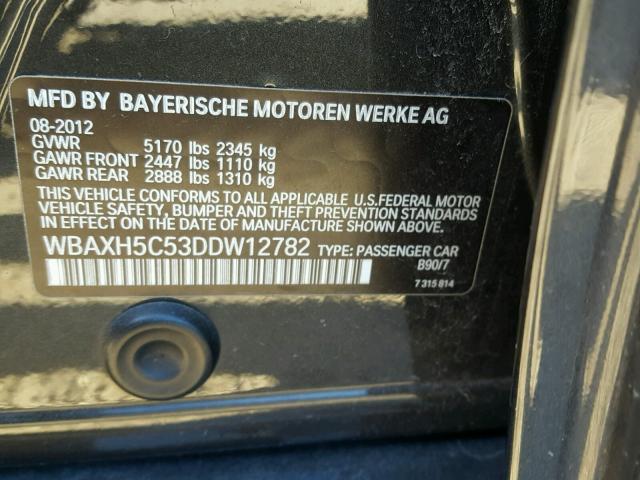 MFD BY BAYERISCHE MOTOREN WERKE AG
08-2012
GVWR 5170 lbs 2345 kg
GAWR FRONT 2447 lbs 1110 kg
GAWR REAR 2888 lbs 1310 kg
THIS VEHICLE CONFORMS TO ALL APPLICABLE U.S.FEDERAL MOTOR
VEHICLE SAFETY, BUMPER AND THEFT PREVENTION STANDARDS
IN EFFECT ON THE DATE OF MANUFACTURE SHOWN ABOVE.
WBAXH5C53DDW12782 TYPE: PASSENGER CAR
B90/7
7 315 814